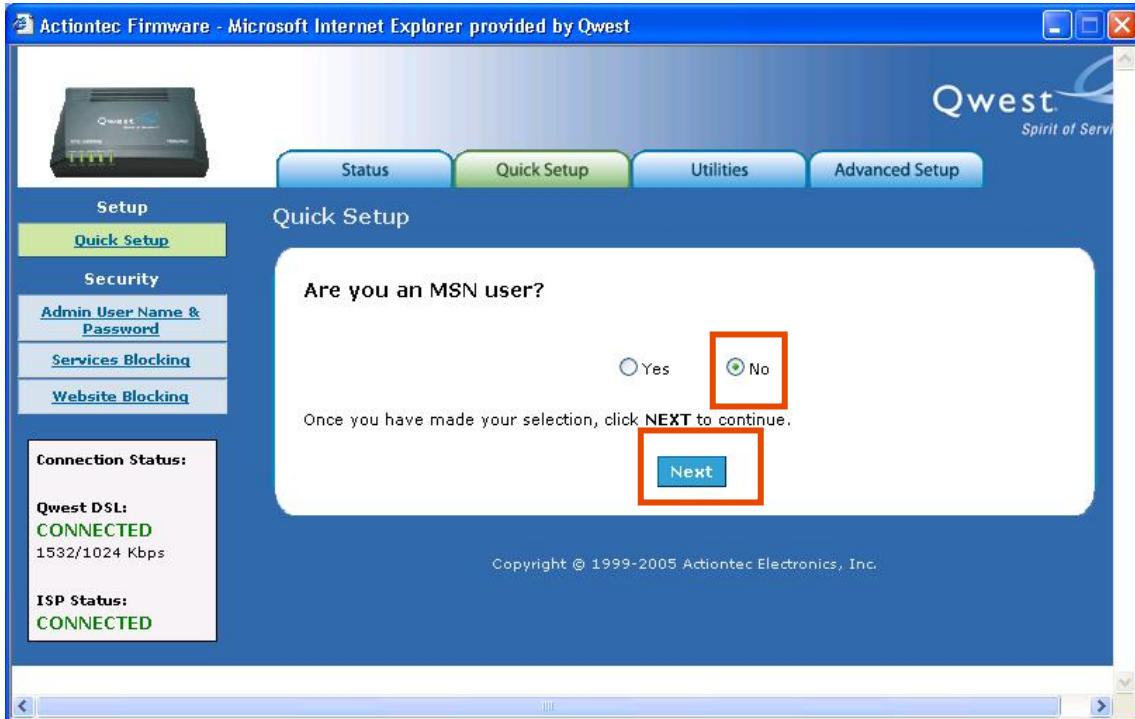 Actiontec Firmware - Microsoft Internet Explorer provided by Qwest
Qwest
Spirit of Servi
Qwest
Status
Quick Setup
Utilities
Advanced Setup
Setup
Quick Setup
Security
Admin User Name &
Password
Services Blocking
Website Blocking
Connection Status:
Qwest DSL:
CONNECTED
1532/1024 Kbps
ISP Status:
CONNECTED
Quick Setup
Are you an MSN user?
Yes No
Once you have made your selection, click NEXT to continue.
Next
Copyright © 1999-2005 Actiontec Electronics, Inc.